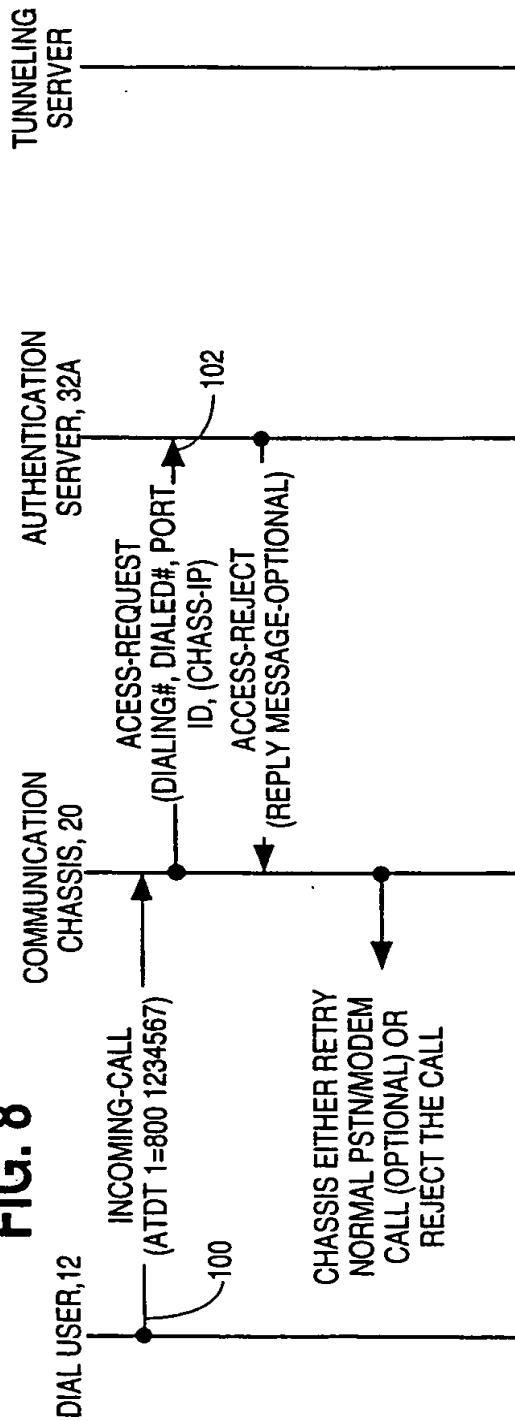 FIG. 8
DIAL USER,12
COMMUNICATION
CHASSIS, 20
AUTHENTICATION
SERVER, 32A
TUNNELING
SERVER
INCOMING-CALL
(ATDT 1=800 1234567)
100
ACESS-REQUEST
(DIALING#, DIALED#, PORT
ID, (CHASS-IP)
102
ACCESS-REJECT
(REPLY MESSAGE-OPTIONAL)
CHASSIS EITHER RETRY
NORMAL PSTN/MODEM
CALL (OPTIONAL) OR
REJECT THE CALL